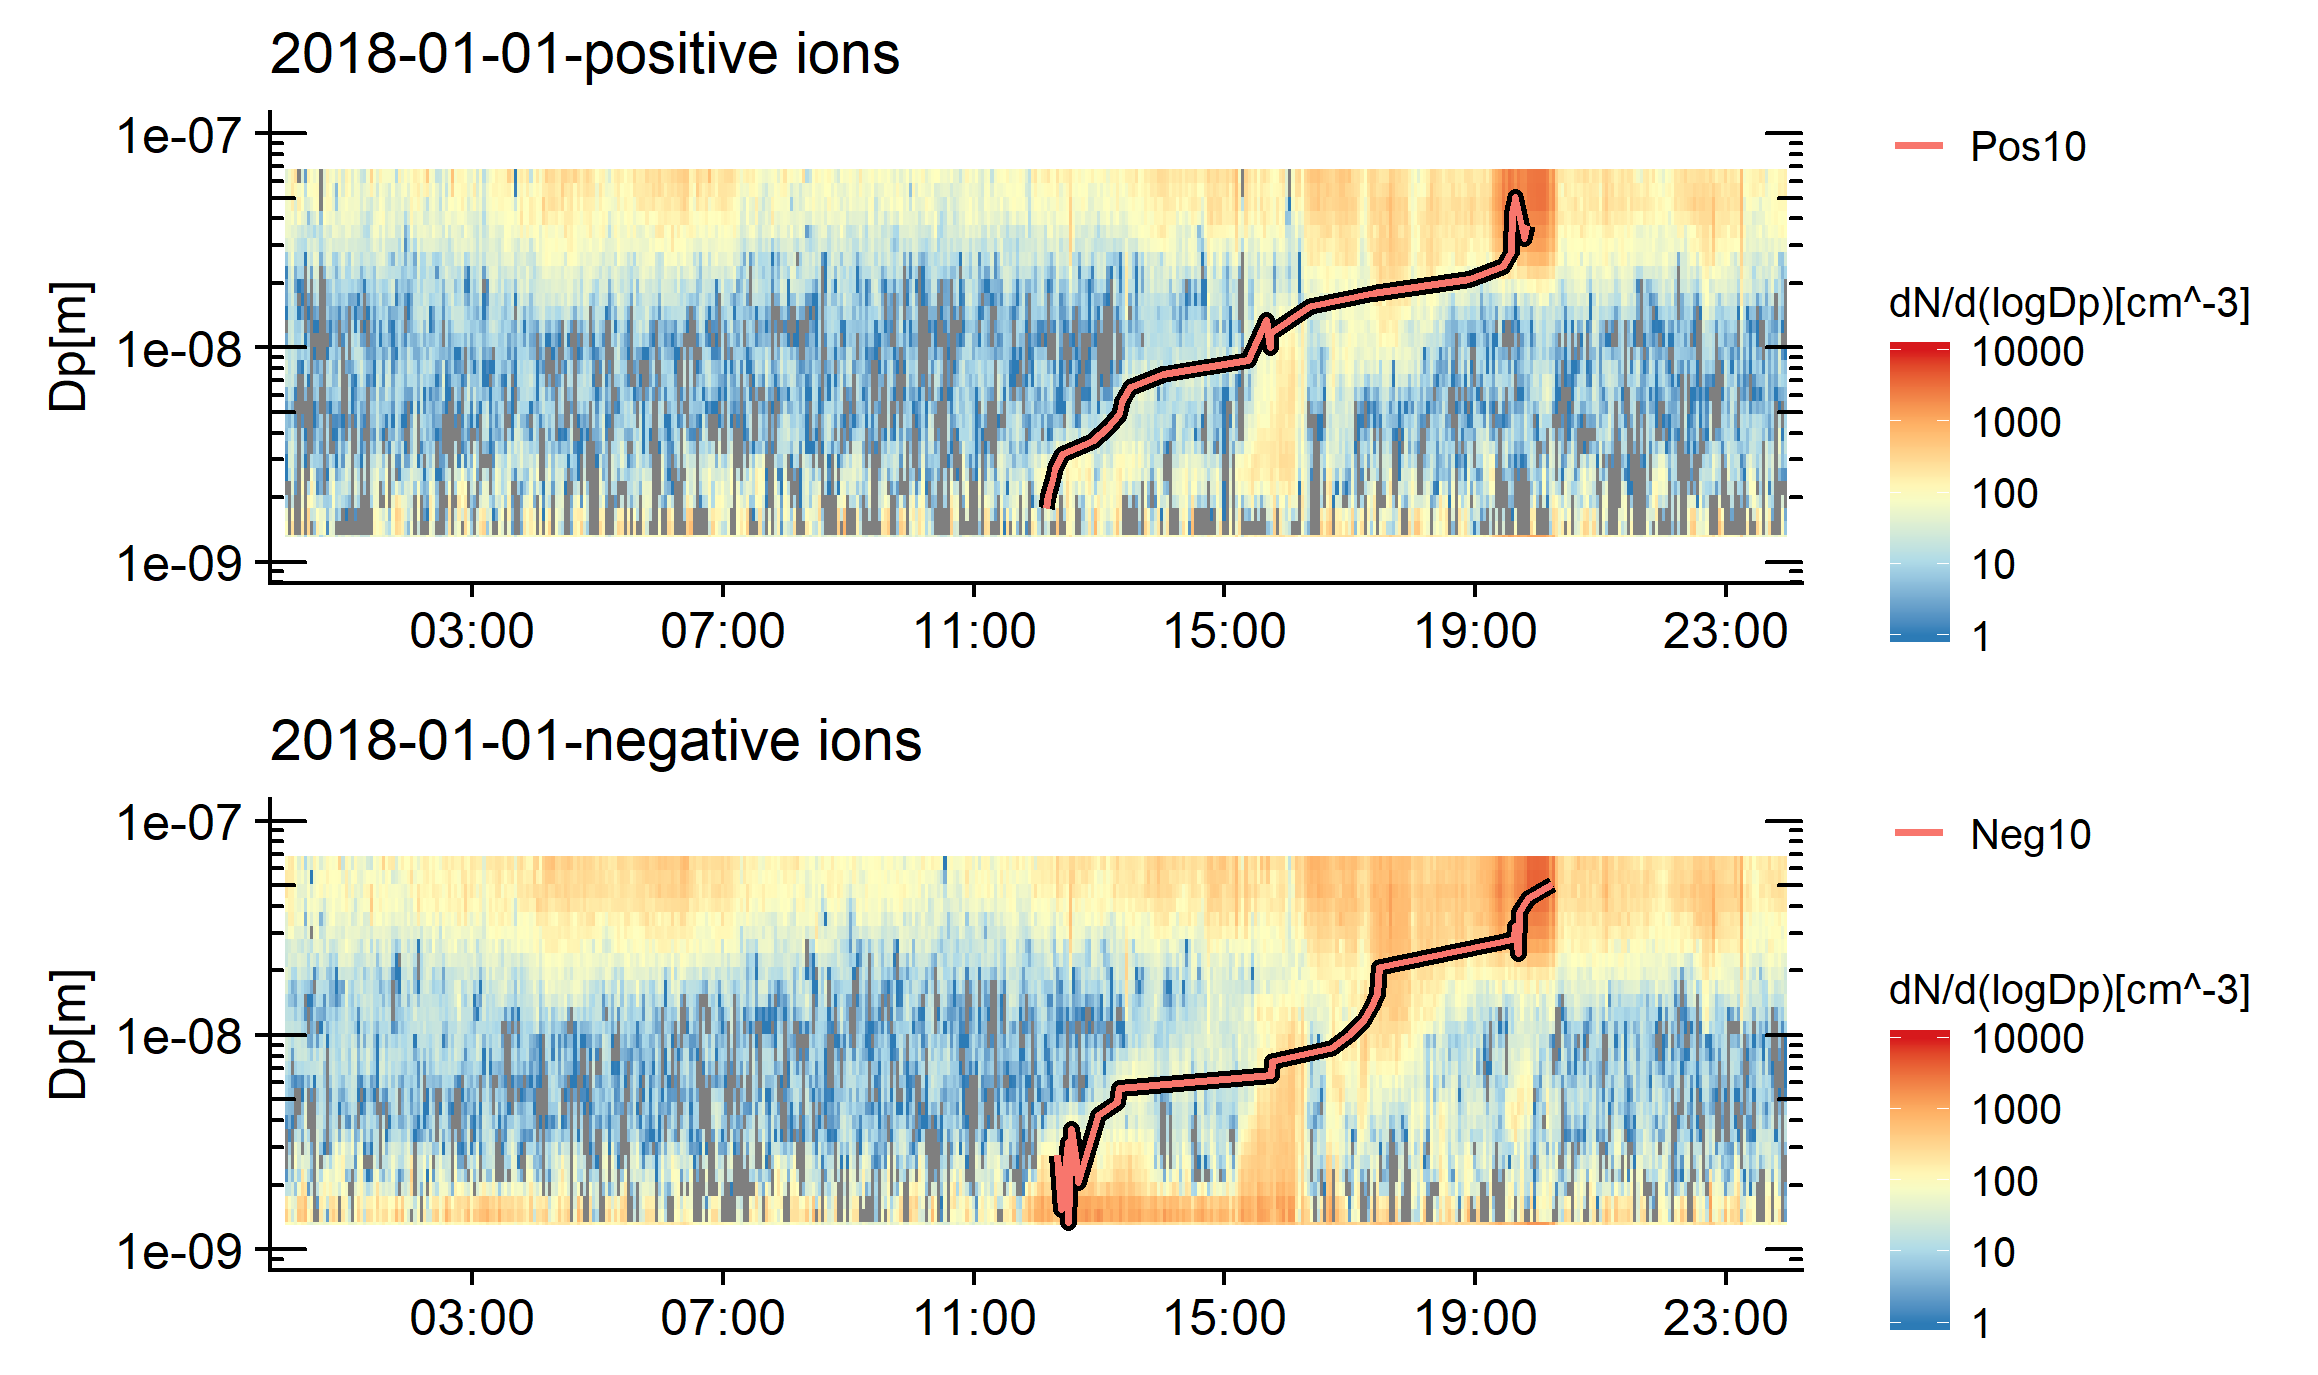 2018-01-01-positive ions
1e-07
1e-08
1e-09
Dp[m]
03:00 07:00 11:00 15:00 19:00 23:00
Pos10
dN/d(logDp)[cm^-3]
10000
1000
100
10
1
2018-01-01-negative ions
1e-07
1e-08
1e-09
Dp[m]
03:00 07:00 11:00 15:00 19:00 23:00
Neg10
dN/d(logDp)[cm^-3]
10000
1000
100
10
1